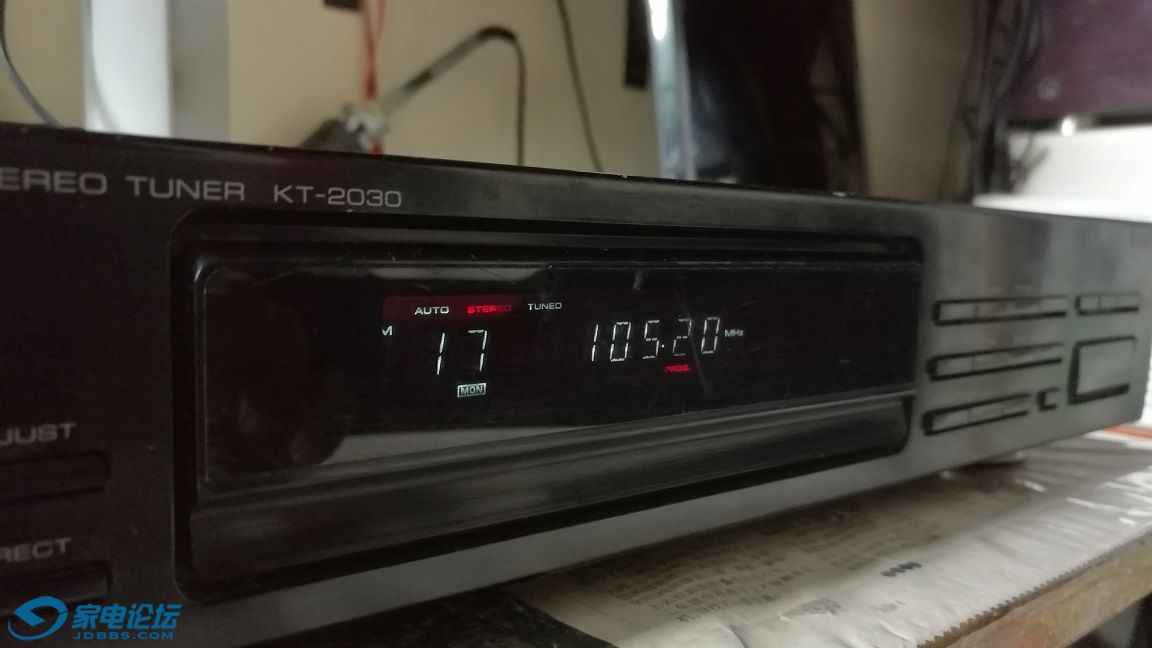 EREO TUNER KT-2030
AUTO STEREO TUNED
M
17 105.20 MHz
MON
PROG.
JUST
RECT
家电论坛
JDBBS.COM